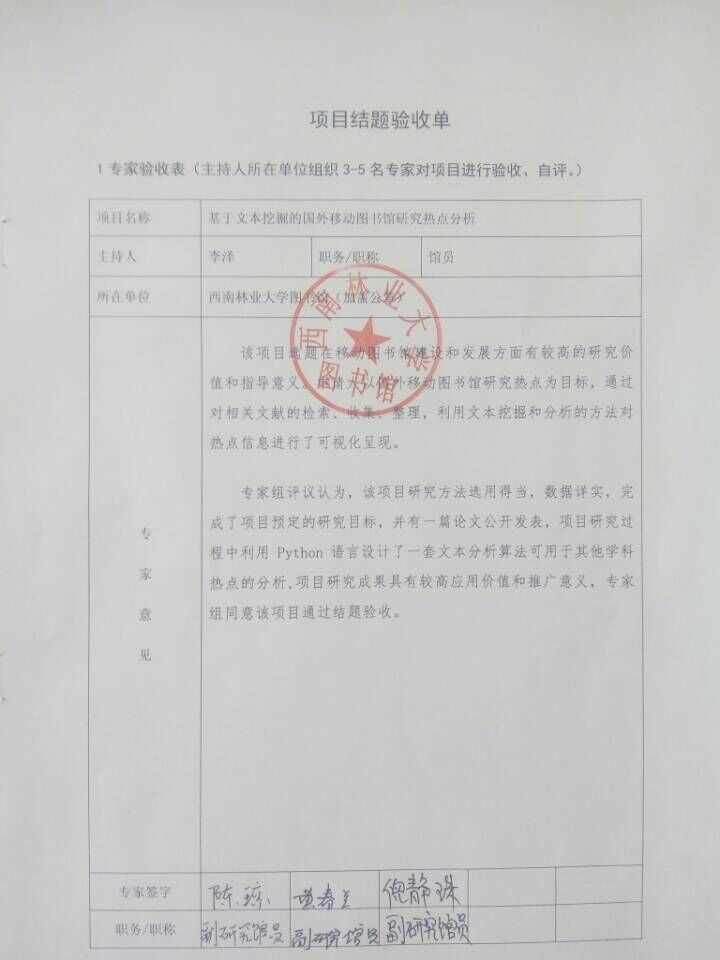 项目结题验收单
1 专家验收表（主持人所在单位组织 3-5 名专家对项目进行验收、自评。）
项目名称 基于文本挖掘的国外移动图书馆研究热点分析
主持人 李泽 职务/职称 馆员
所在单位 西南林业大学图书馆（加盖公章）
西南林业大学
图书馆
专家意见
该项目选题在移动图书馆建设和发展方面有较高的研究价
值和指导意义。以国外移动图书馆研究热点为目标，通过
对相关文献的检索、收集、整理，利用文本挖掘和分析的方法对
热点信息进行了可视化呈现。
专家组评议认为，该项目研究方法选用得当，数据详实，完
成了项目预定的研究目标，并有一篇论文公开发表，项目研究过
程中利用 Python 语言设计了一套文本分析算法可用于其他学科
热点的分析,项目研究成果具有较高应用价值和推广意义，专家
组同意该项目通过结题验收。
专家签字 陈 静珠
职务/职称 副研究馆员 副研究馆员 副研究馆员